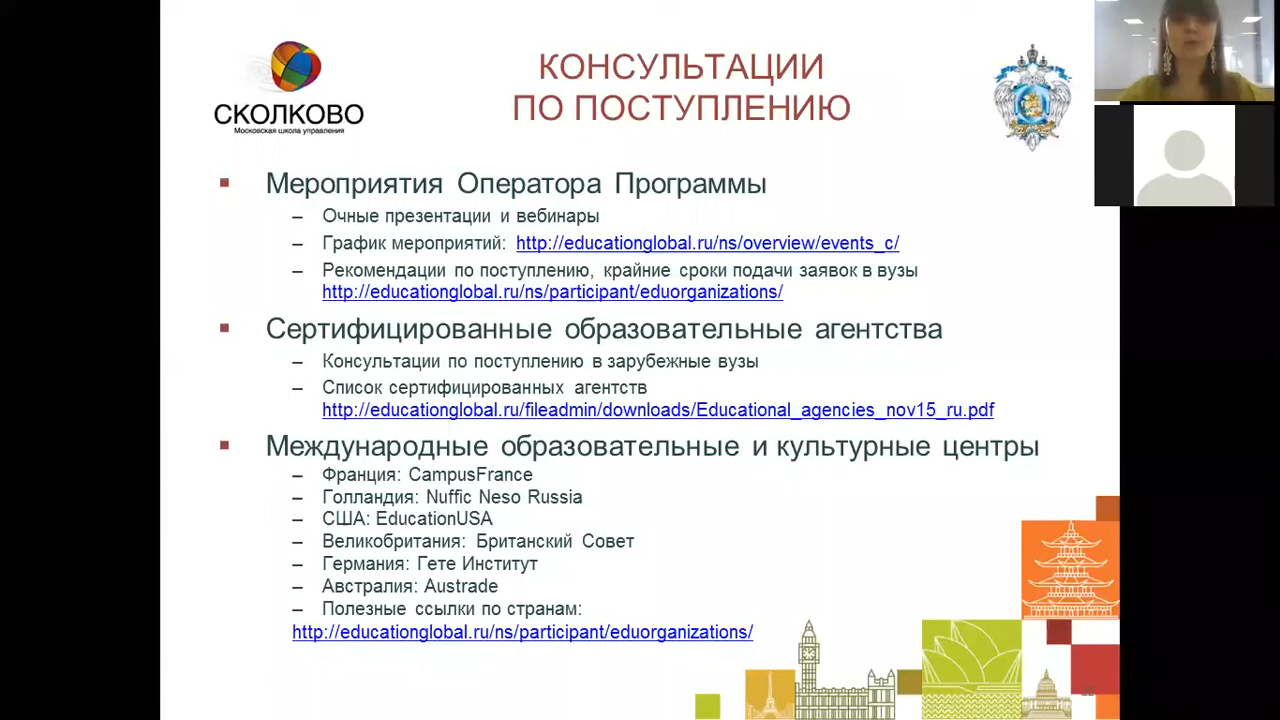 СКОЛКОВО
Московская школа управления
КОНСУЛЬТАЦИИ
ПО ПОСТУПЛЕНИЮ
Мероприятия Оператора Программы
– Очные презентации и вебинары
– График мероприятий: http://educationglobal.ru/ns/overview/events_c/
– Рекомендации по поступлению, крайние сроки подачи заявок в вузы
http://educationglobal.ru/ns/participant/eduorganizations/
Сертифицированные образовательные агентства
– Консультации по поступлению в зарубежные вузы
– Список сертифицированных агентств
http://educationglobal.ru/fileadmin/downloads/Educational_agencies_nov15_ru.pdf
Международные образовательные и культурные центры
– Франция: CampusFrance
– Голландия: Nuffic Neso Russia
– США: EducationUSA
– Великобритания: Британский Совет
– Германия: Гете Институт
– Австралия: Austrade
– Полезные ссылки по странам:
http://educationglobal.ru/ns/participant/eduorganizations/